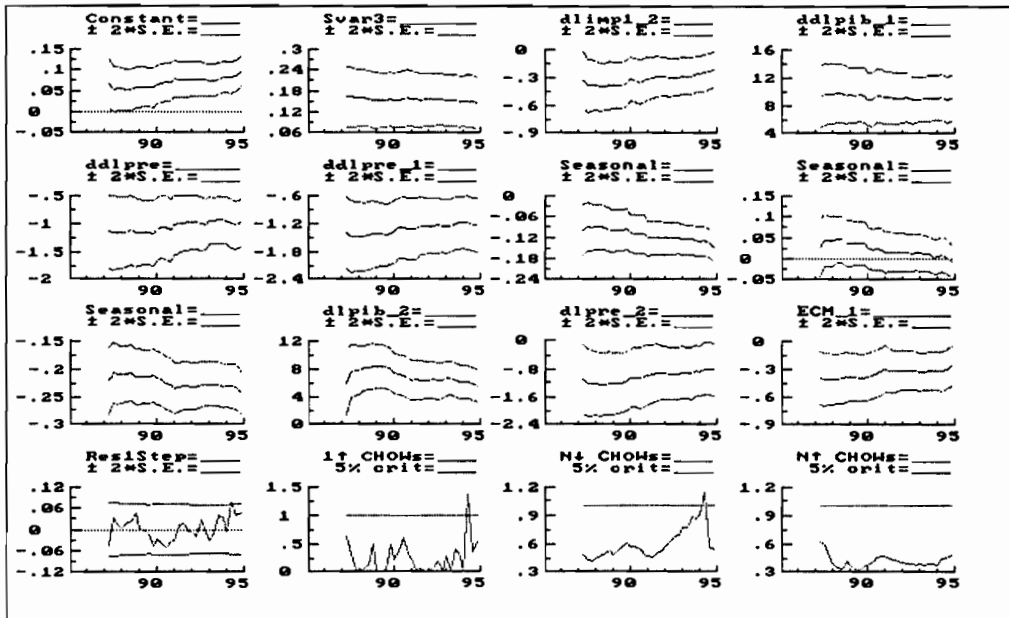 Constant=
± 2*S.E.=
.15
.1
.05
0
-.05
90 95
Svar3=
± 2*S.E.=
.3
.24
.18
.12
.06
90 95
dlimp1_2=
± 2*S.E.=
0
-.3
-.6
-.9
90 95
ddlpib_1=
± 2*S.E.=
16
12
8
4
90 95
ddlpre=
± 2*S.E.=
-.5
-1
-1.5
-2
90 95
ddlpre_1=
± 2*S.E.=
-.6
-1.2
-1.8
-2.4
90 95
Seasonal=
± 2*S.E.=
0
-.06
-.12
-.18
-.24
90 95
Seasonal=
± 2*S.E.=
.15
.1
.05
0
-.05
90 95
Seasonal=
± 2*S.E.=
-.15
-.2
-.25
-.3
90 95
dlpib_2=
± 2*S.E.=
12
8
4
0
90 95
dlpre_2=
± 2*S.E.=
0
-.8
-1.6
-2.4
90 95
ECM_1=
± 2*S.E.=
0
-.3
-.6
-.9
90 95
Res1Step=
± 2*S.E.=
.12
.06
0
-.06
-.12
90 95
1↑ CHOWs=
5% crit=
1.5
1
.5
0
90 95
N↓ CHOWs=
5% crit=
1.2
.9
.6
.3
90 95
N↑ CHOWs=
5% crit=
1.2
.9
.6
.3
90 95